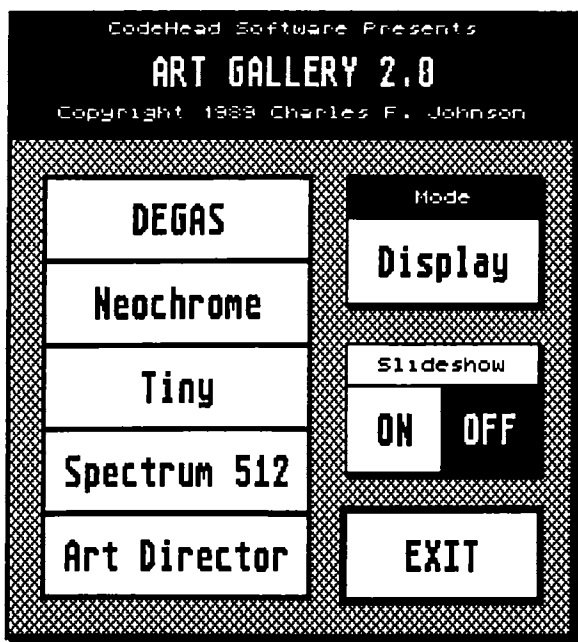 CodeHead Software Presents
ART GALLERY 2.0
Copyright 1989 Charles F. Johnson
DEGAS
Neochrome
Tiny
Spectrum 512
Art Director
Mode
Display
Slideshow
ON OFF
EXIT